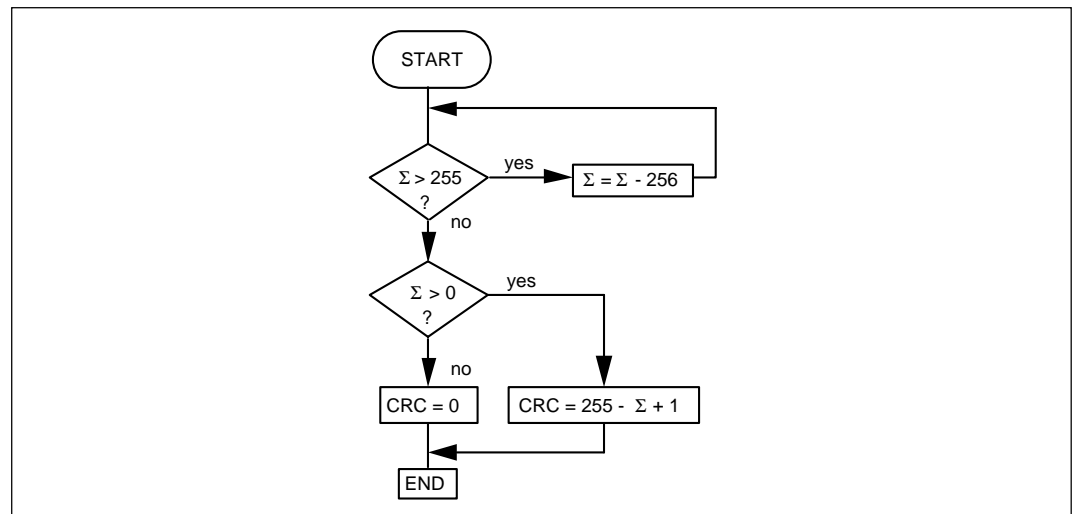 START
Σ > 255
?
yes
Σ = Σ - 256
no
Σ > 0
?
yes
no
CRC = 0
CRC = 255 - Σ + 1
END